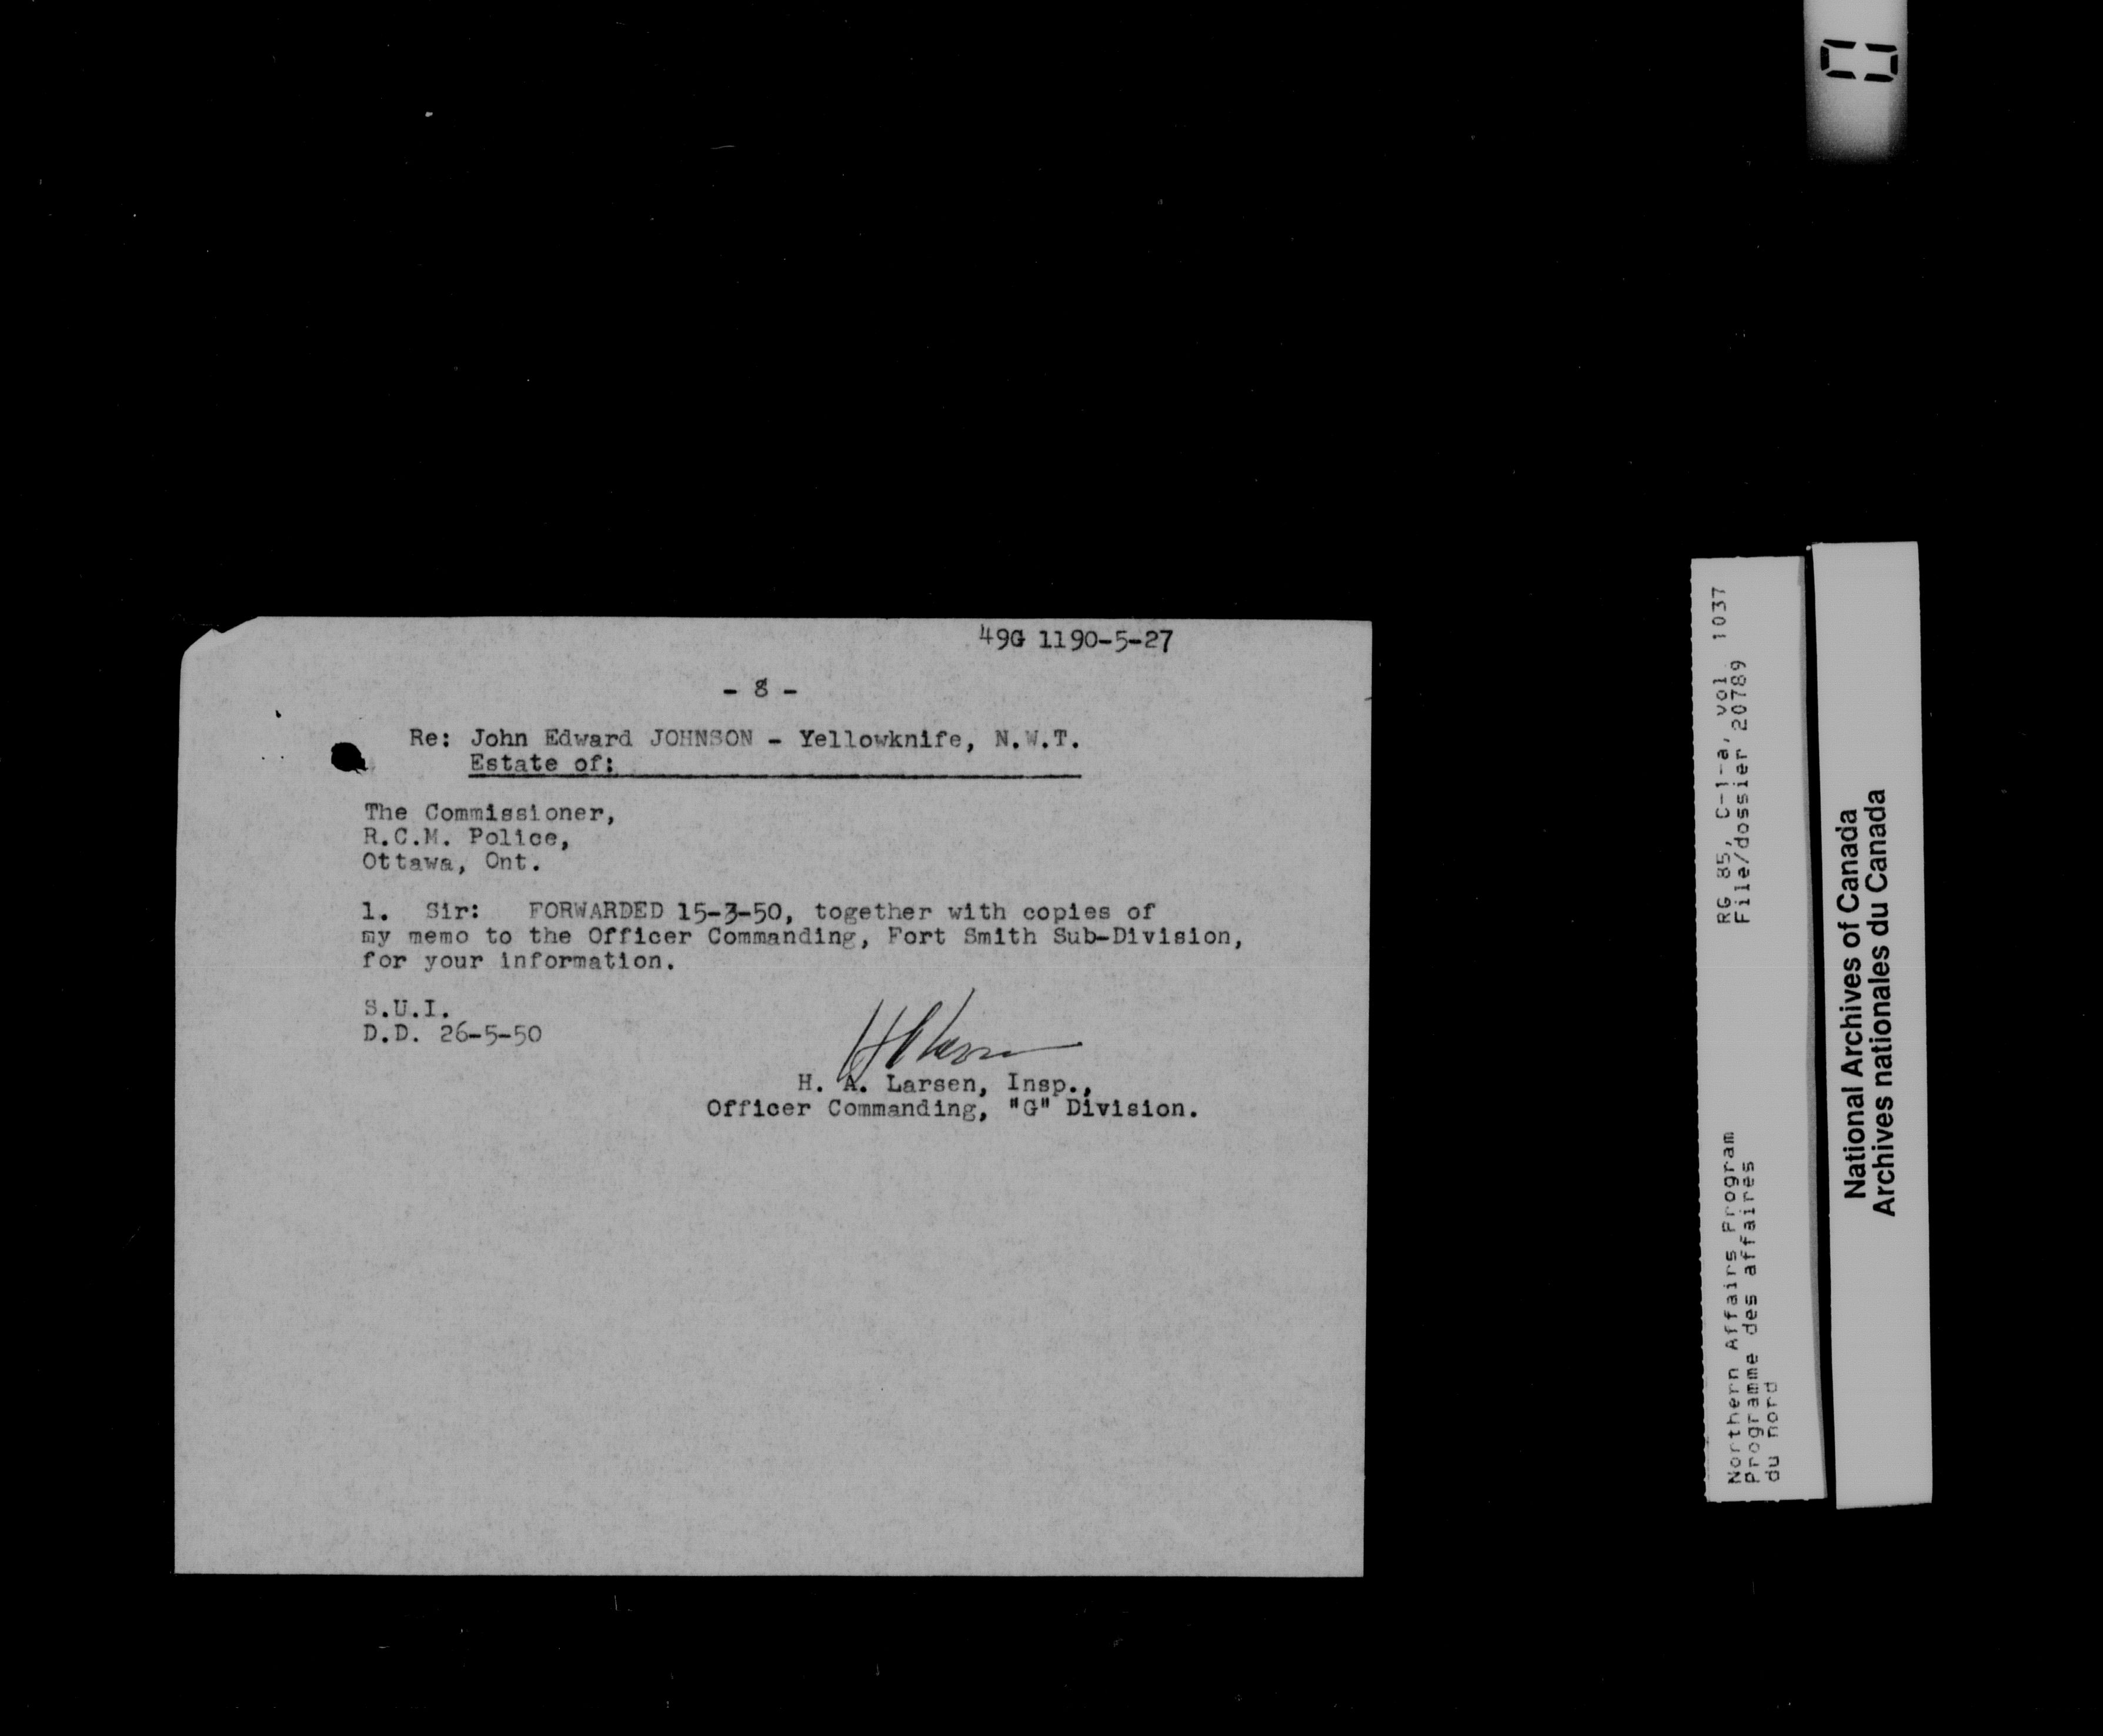 49G 1190-5-27
- 8 -
Re: John Edward JOHNSON - Yellowknife, N.W.T.
Estate of:
The Commissioner,
R.C.M. Police,
Ottawa, Ont.
1. Sir: FORWARDED 15-3-50, together with copies of
my memo to the Officer Commanding, Fort Smith Sub-Division,
for your information.
S.U.I.
D.D. 26-5-50
H. A. Larsen, Insp.,
Officer Commanding, "G" Division.
RG 85, C-1-a, vol. 1037
File/dossier 20789
Northern Affairs Program
Programme des affaires
du nord
National Archives of Canada
Archives nationales du Canada